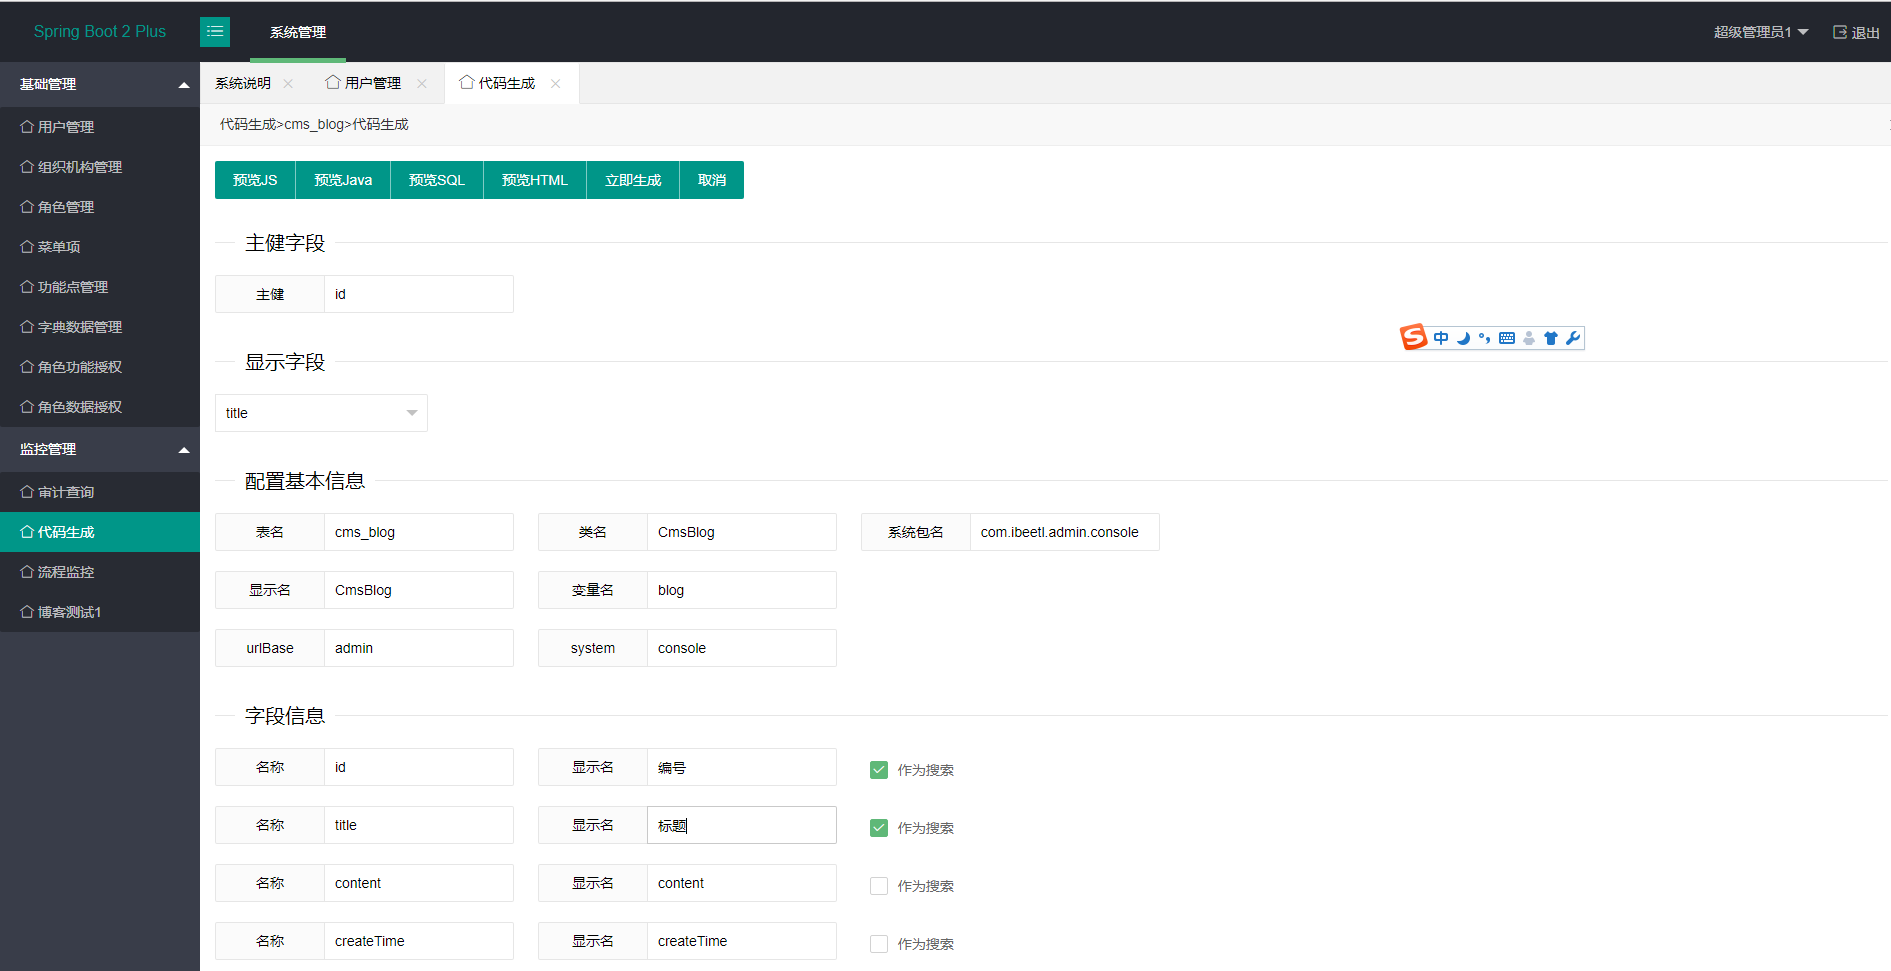 Spring Boot 2 Plus
系统管理
超级管理员1
退出
基础管理
用户管理
组织机构管理
角色管理
菜单项
功能点管理
字典数据管理
角色功能授权
角色数据授权
监控管理
审计查询
代码生成
流程监控
博客测试1
系统说明
用户管理
代码生成
代码生成>cms_blog>代码生成
预览JS
预览Java
预览SQL
预览HTML
立即生成
取消
主健字段
主健 id
显示字段
title
配置基本信息
表名 cms_blog 类名 CmsBlog 系统包名 com.ibeetl.admin.console
显示名 CmsBlog 变量名 blog
urlBase admin system console
字段信息
名称 id 显示名 编号 作为搜索
名称 title 显示名 标题 作为搜索
名称 content 显示名 content 作为搜索
名称 createTime 显示名 createTime 作为搜索
S 中